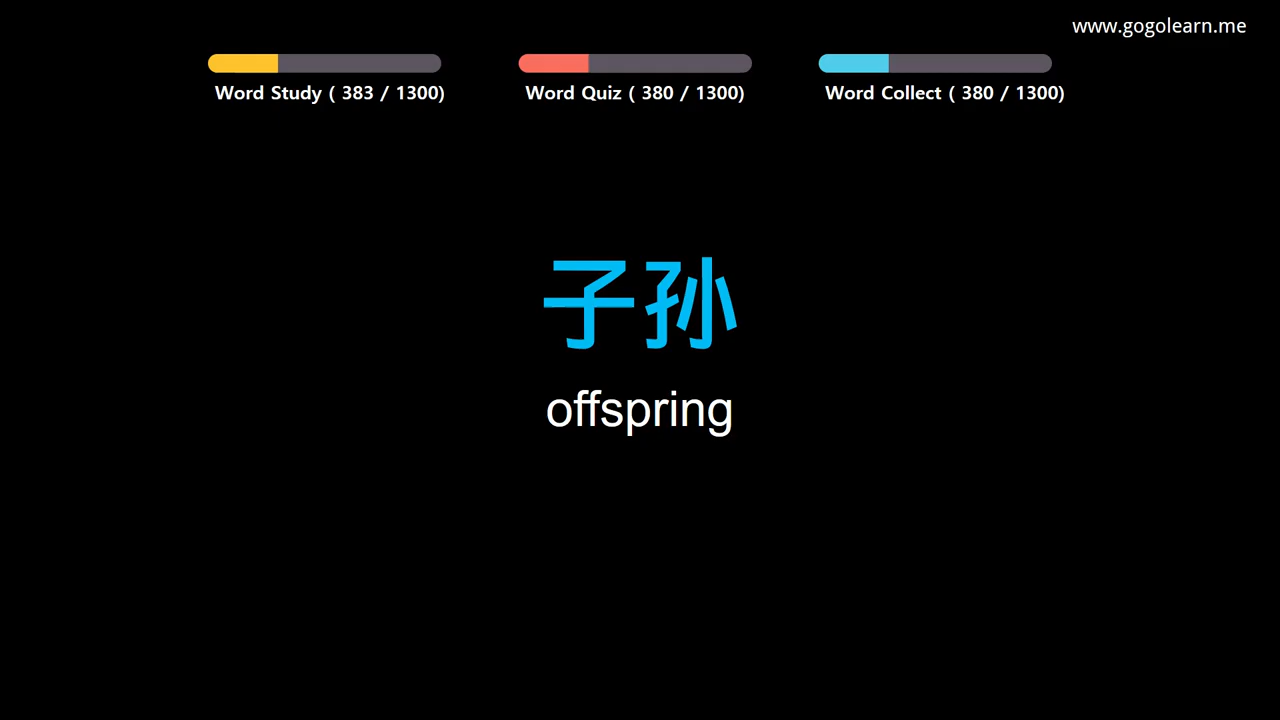 www.gogolearn.me
Word Study ( 383 / 1300)
Word Quiz ( 380 / 1300)
Word Collect ( 380 / 1300)
子孙
offspring